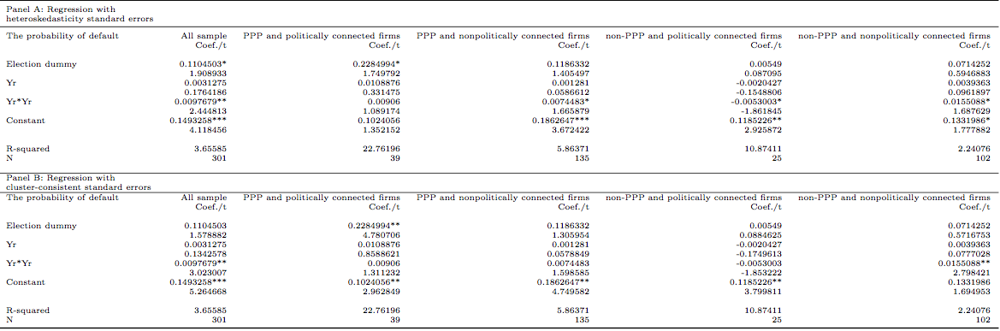 Panel A: Regression with
heteroskedasticity standard errors
The probability of default All sample PPP and politically connected firms PPP and nonpolitically connected firms non-PPP and politically connected firms non-PPP and nonpolitically connected firms
Coef./t Coef./t Coef./t Coef./t Coef./t
Election dummy 0.1104503* 0.2284994* 0.1186332 0.00549 0.0714252
1.908933 1.749792 1.405497 0.087095 0.5946883
Yr 0.0031275 0.0108876 0.001281 -0.0020427 0.0039363
0.1764186 0.331475 0.0586612 -0.1548806 0.0961897
Yr*Yr 0.0097679** 0.00906 0.0074483* -0.0053003* 0.0155088*
2.444813 1.089174 1.665879 -1.861845 1.687629
Constant 0.1493258*** 0.1024056 0.1862647*** 0.1185226** 0.1331986*
4.118456 1.352152 3.672422 2.925872 1.777882
R-squared 3.65585 22.76196 5.86371 10.87411 2.24076
N 301 39 135 25 102
Panel B: Regression with
cluster-consistent standard errors
The probability of default All sample PPP and politically connected firms PPP and nonpolitically connected firms non-PPP and politically connected firms non-PPP and nonpolitically connected firms
Coef./t Coef./t Coef./t Coef./t Coef./t
Election dummy 0.1104503 0.2284994** 0.1186332 0.00549 0.0714252
1.578882 4.780706 1.305954 0.0884625 0.5716753
Yr 0.0031275 0.0108876 0.001281 -0.0020427 0.0039363
0.1342578 0.8588621 0.0578849 -0.1749613 0.0777028
Yr*Yr 0.0097679** 0.00906 0.0074483 -0.0053003 0.0155088**
3.023007 1.311232 1.598585 -1.853222 2.798421
Constant 0.1493258*** 0.1024056** 0.1862647** 0.1185226** 0.1331986
5.264668 2.962849 4.749582 3.799811 1.694953
R-squared 3.65585 22.76196 5.86371 10.87411 2.24076
N 301 39 135 25 102